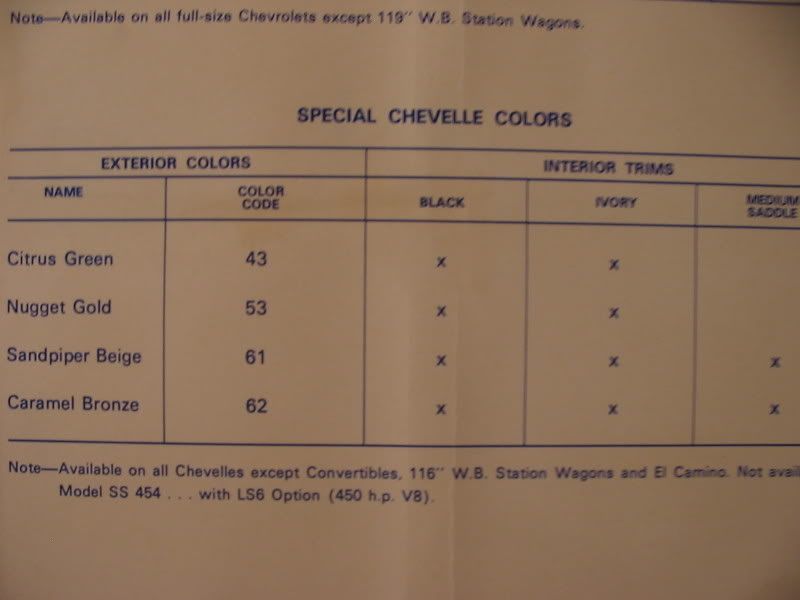 Note—Available on all full-size Chevrolets except 119" W.B. Station Wagons.
SPECIAL CHEVELLE COLORS
EXTERIOR COLORS INTERIOR TRIMS
NAME COLOR CODE BLACK IVORY MEDIUM SADDLE
Citrus Green 43 x x
Nugget Gold 53 x x
Sandpiper Beige 61 x x x
Caramel Bronze 62 x x x
Note—Available on all Chevelles except Convertibles, 116" W.B. Station Wagons and El Camino. Not
Model SS 454 . . . with LS6 Option (450 h.p. V8).